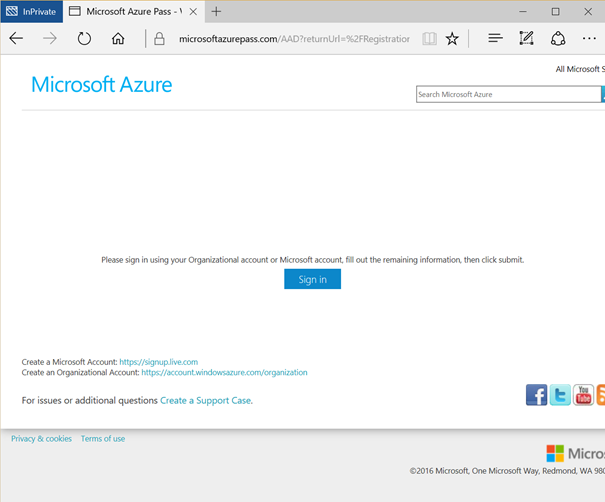 InPrivate
Microsoft Azure Pass -
microsoftazurepass.com/AAD?returnUrl=%2FRegistration
All Microsoft S
Microsoft Azure
Search Microsoft Azure
Please sign in using your Organizational account or Microsoft account, fill out the remaining information, then click submit.
Sign in
Create a Microsoft Account: https://signup.live.com
Create an Organizational Account: https://account.windowsazure.com/organization
You
Tube
For issues or additional questions Create a Support Case.
Privacy & cookies Terms of use
Micros
©2016 Microsoft, One Microsoft Way, Redmond, WA 980